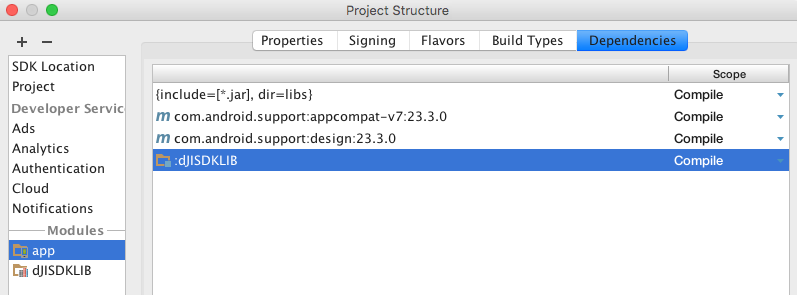 Project Structure
Properties Signing Flavors Build Types Dependencies
SDK Location
Project
Developer Servic
Ads
Analytics
Authentication
Cloud
Notifications
Modules
app
dJISDKLIB
Scope
{include=[*.jar], dir=libs} Compile
m com.android.support:appcompat-v7:23.3.0 Compile
m com.android.support:design:23.3.0 Compile
:dJISDKLIB Compile